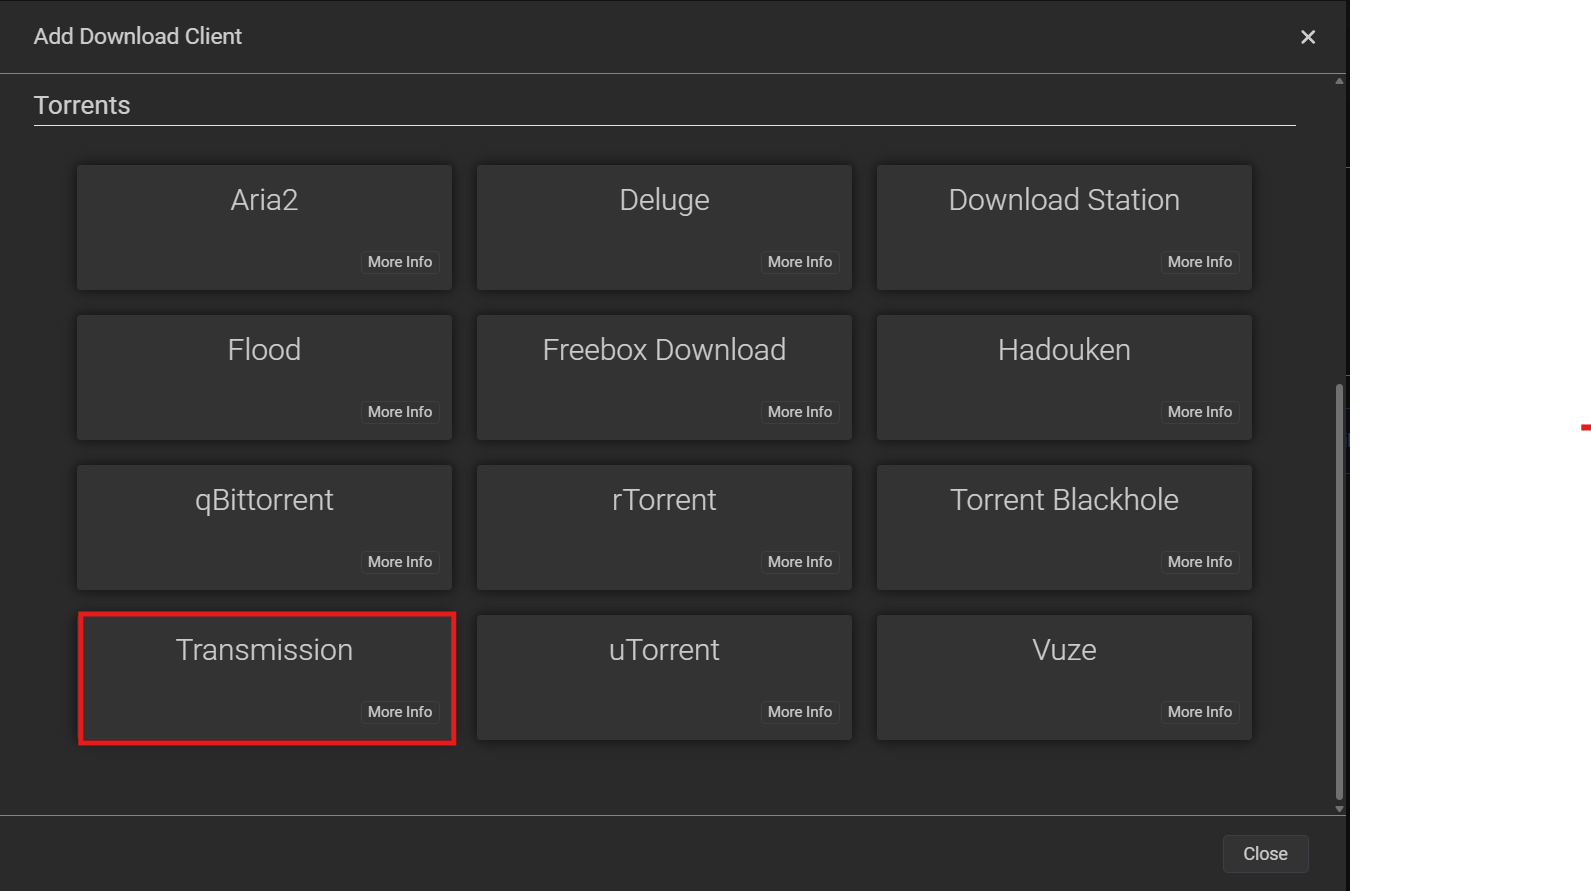 Add Download Client
Torrents
Aria2
More Info
Deluge
More Info
Download Station
More Info
Flood
More Info
Freebox Download
More Info
Hadouken
More Info
qBittorrent
More Info
rTorrent
More Info
Torrent Blackhole
More Info
Transmission
More Info
uTorrent
More Info
Vuze
More Info
Close